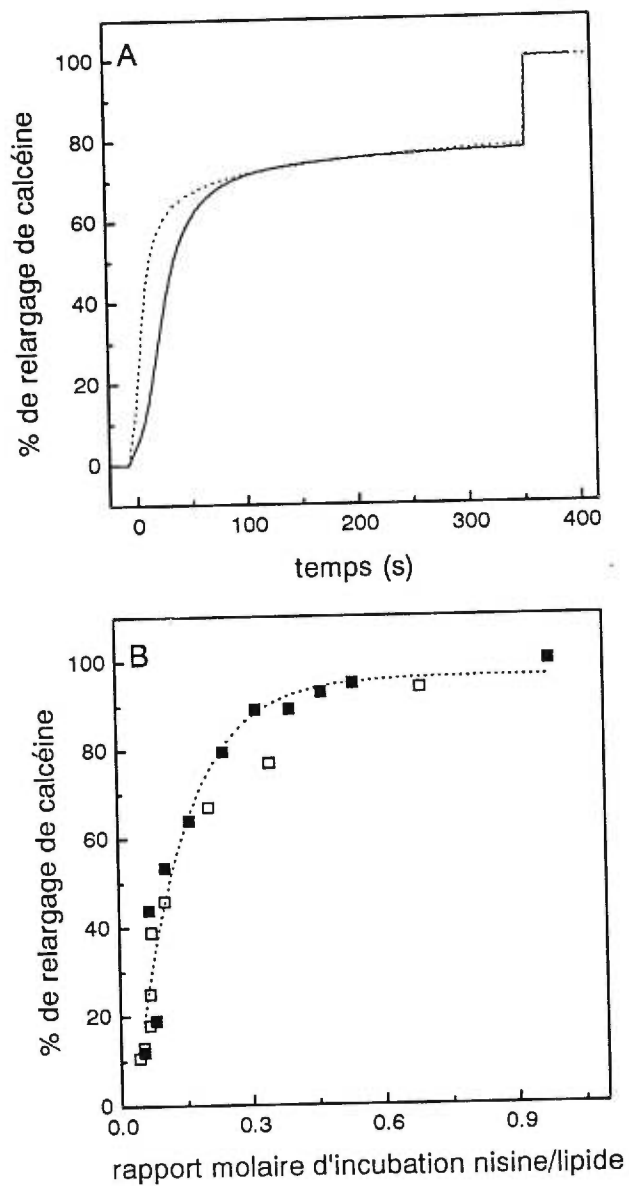 A
100
80
60
40
20
0
% de relargage de calcéine
0 100 200 300 400
temps (s)
B
100
80
60
40
20
0
% de relargage de calcéine
0.0 0.3 0.6 0.9
rapport molaire d'incubation nisine/lipide